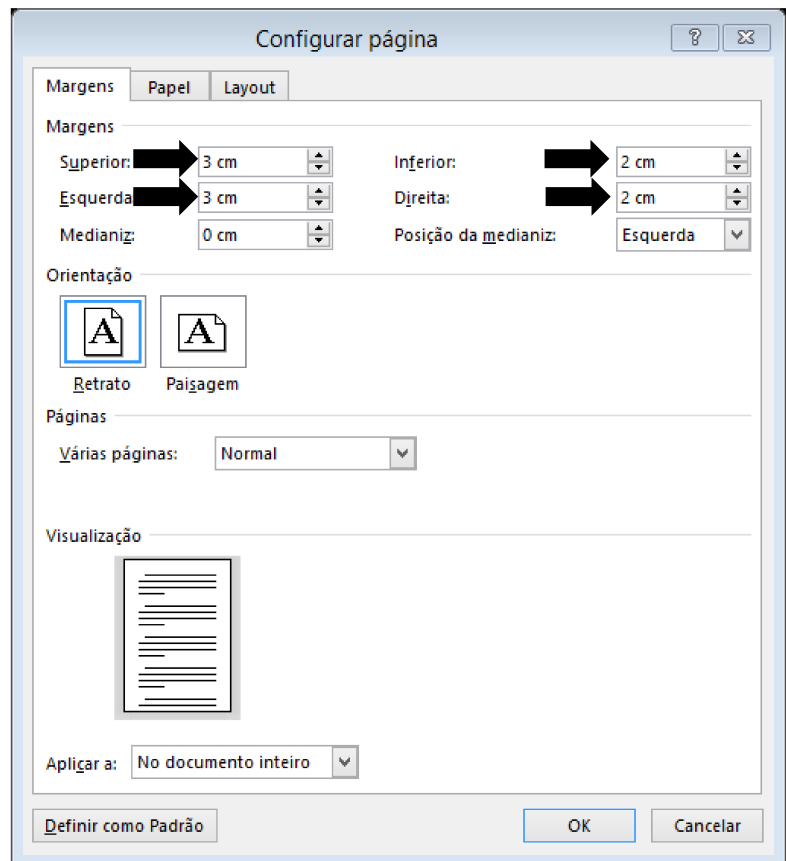 Configurar página
Margens Papel Layout
Margens
Superior: 3 cm Inferior: 2 cm
Esquerda 3 cm Direita: 2 cm
Medianiz: 0 cm Posição da medianiz: Esquerda
Orientação
A A
Retrato Paisagem
Páginas
Várias páginas: Normal
Visualização
Aplicar a: No documento inteiro
Definir como Padrão OK Cancelar